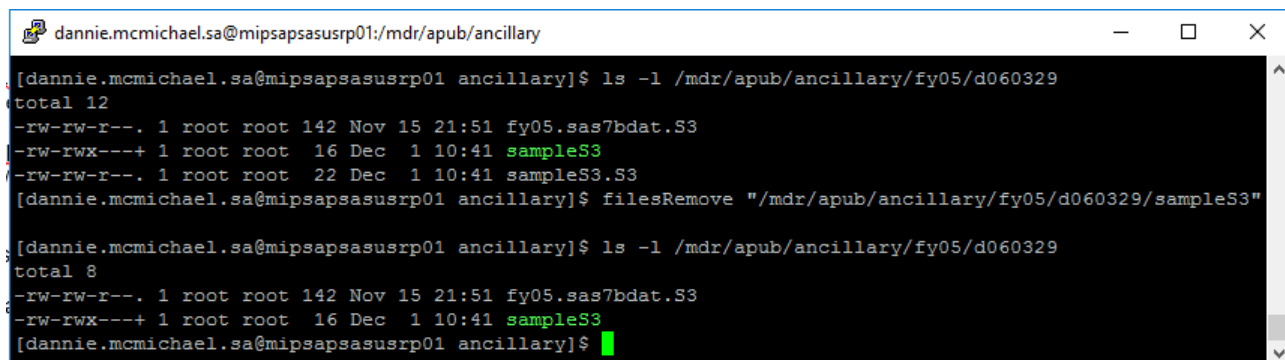 dannie.mcmichael.sa@mipsapsasusrp01:/mdr/apub/ancillary
[dannie.mcmichael.sa@mipsapsasusrp01 ancillary]$ ls -l /mdr/apub/ancillary/fy05/d060329
total 12
-rw-rw-r--. 1 root root 142 Nov 15 21:51 fy05.sas7bdat.S3
-rw-rwx---+ 1 root root  16 Dec  1 10:41 sampleS3
-rw-rw-r--. 1 root root  22 Dec  1 10:41 sampleS3.S3
[dannie.mcmichael.sa@mipsapsasusrp01 ancillary]$ filesRemove "/mdr/apub/ancillary/fy05/d060329/sampleS3"
[dannie.mcmichael.sa@mipsapsasusrp01 ancillary]$ ls -l /mdr/apub/ancillary/fy05/d060329
total 8
-rw-rw-r--. 1 root root 142 Nov 15 21:51 fy05.sas7bdat.S3
-rw-rwx---+ 1 root root  16 Dec  1 10:41 sampleS3
[dannie.mcmichael.sa@mipsapsasusrp01 ancillary]$